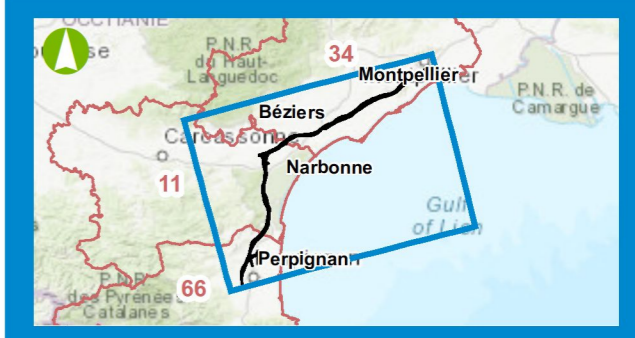 OCCITANIE
P.N.R.
du Haut-
Languedoc
34
Montpellier
P.N.R. de
Camargue
Béziers
Carcassonne
Narbonne
11
Gulf
of Lion
Perpignan
66
P.N.R.
des Pyrénées
Catalanes